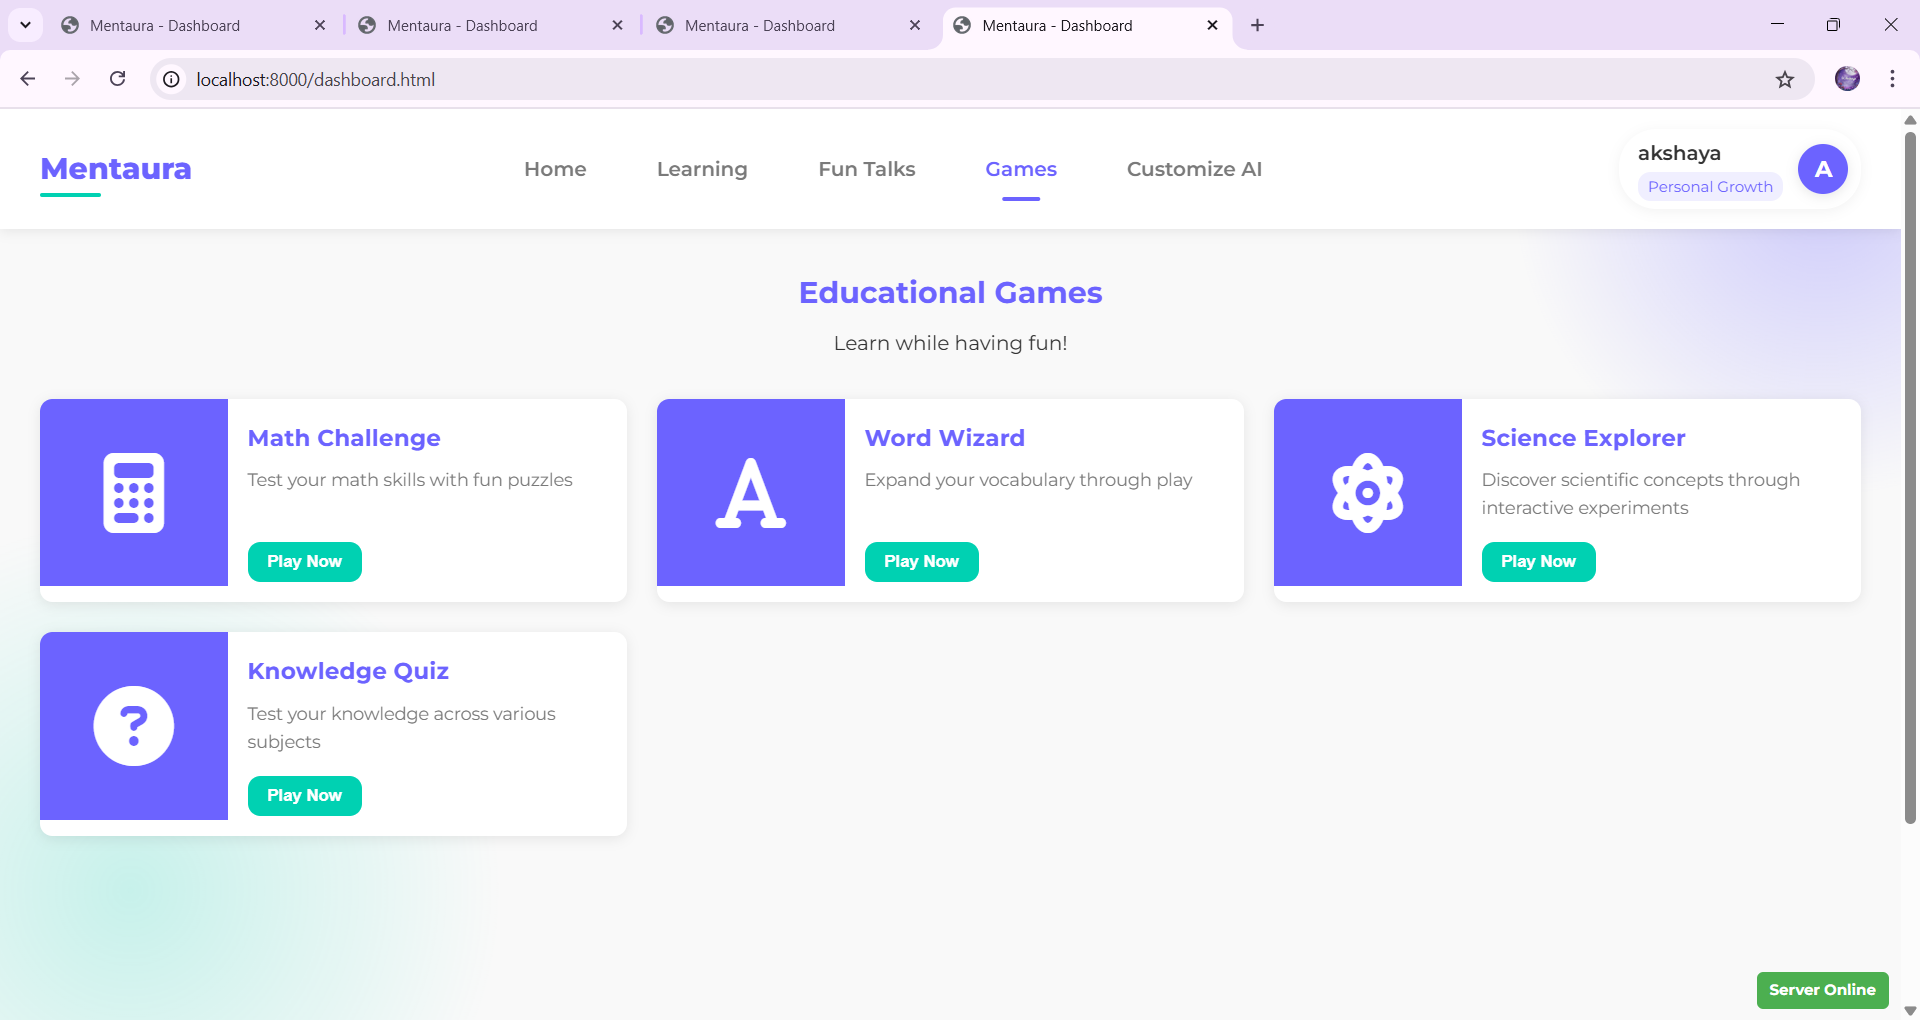 Mentaura - Dashboard
Mentaura - Dashboard
Mentaura - Dashboard
Mentaura - Dashboard
localhost:8000/dashboard.html
Mentaura
Home
Learning
Fun Talks
Games
Customize AI
akshaya
Personal Growth
A
Educational Games
Learn while having fun!
Math Challenge
Test your math skills with fun puzzles
Play Now
A
Word Wizard
Expand your vocabulary through play
Play Now
Science Explorer
Discover scientific concepts through
interactive experiments
Play Now
?
Knowledge Quiz
Test your knowledge across various
subjects
Play Now
Server Online